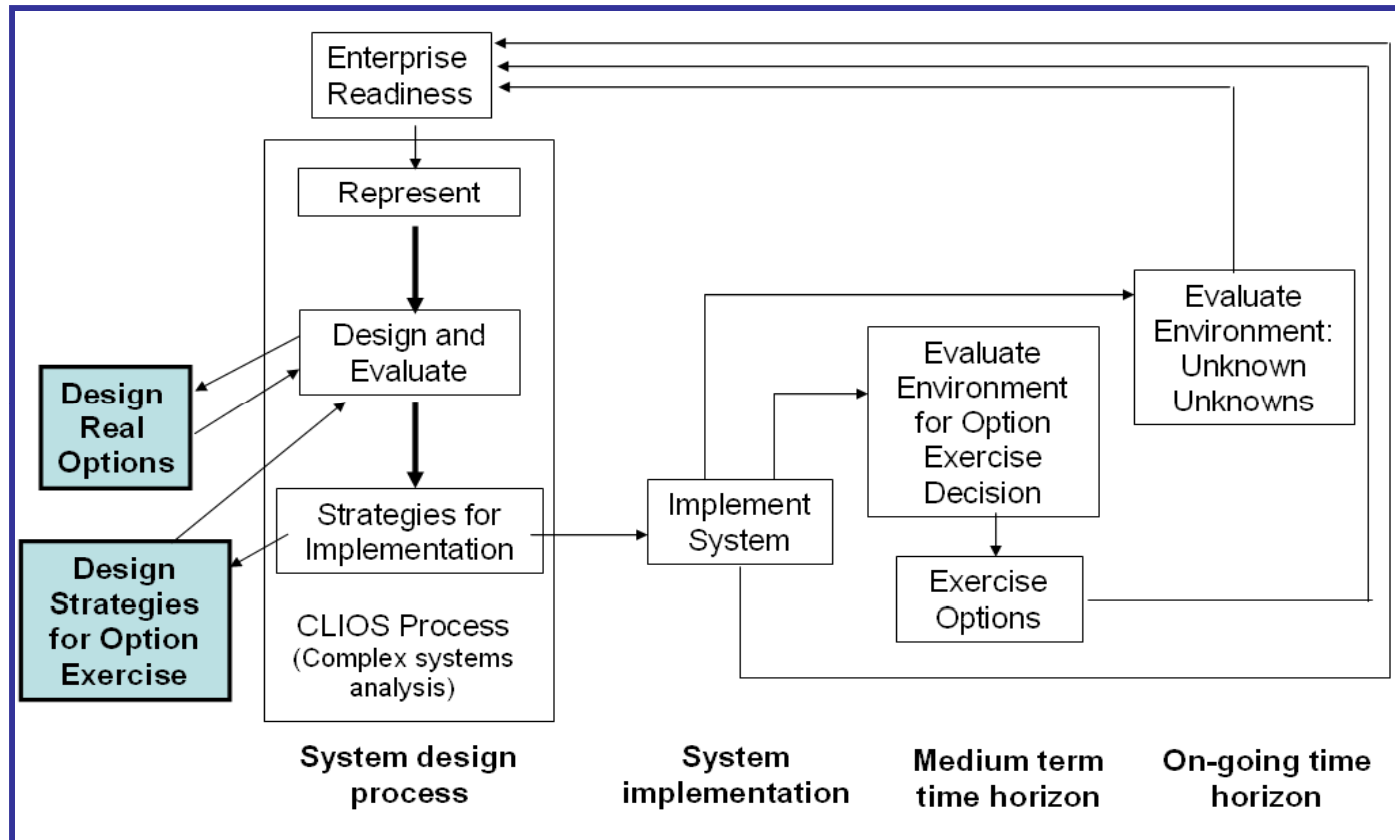 Enterprise
Readiness
Represent
Design and
Evaluate
Design
Real
Options
Strategies for
Implementation
Design
Strategies
for Option
Exercise
CLIOS Process
(Complex systems
analysis)
Implement
System
Evaluate
Environment
for Option
Exercise
Decision
Exercise
Options
Evaluate
Environment:
Unknown
Unknowns
System design
process
System
implementation
Medium term
time horizon
On-going time
horizon